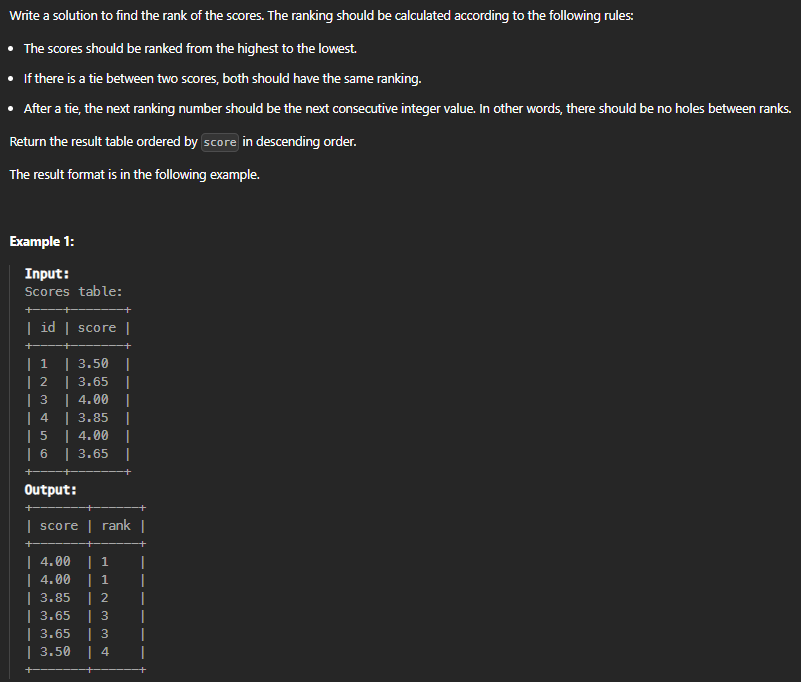 Write a solution to find the rank of the scores. The ranking should be calculated according to the following rules:
• The scores should be ranked from the highest to the lowest.
• If there is a tie between two scores, both should have the same ranking.
• After a tie, the next ranking number should be the next consecutive integer value. In other words, there should be no holes between ranks.
Return the result table ordered by score in descending order.
The result format is in the following example.
Example 1:
Input:
Scores table:
+----+-------+
| id | score |
+----+-------+
| 1  | 3.50  |
| 2  | 3.65  |
| 3  | 4.00  |
| 4  | 3.85  |
| 5  | 4.00  |
| 6  | 3.65  |
+----+-------+
Output:
+-------+------+
| score | rank |
+-------+------+
| 4.00  | 1    |
| 4.00  | 1    |
| 3.85  | 2    |
| 3.65  | 3    |
| 3.65  | 3    |
| 3.50  | 4    |
+-------+------+